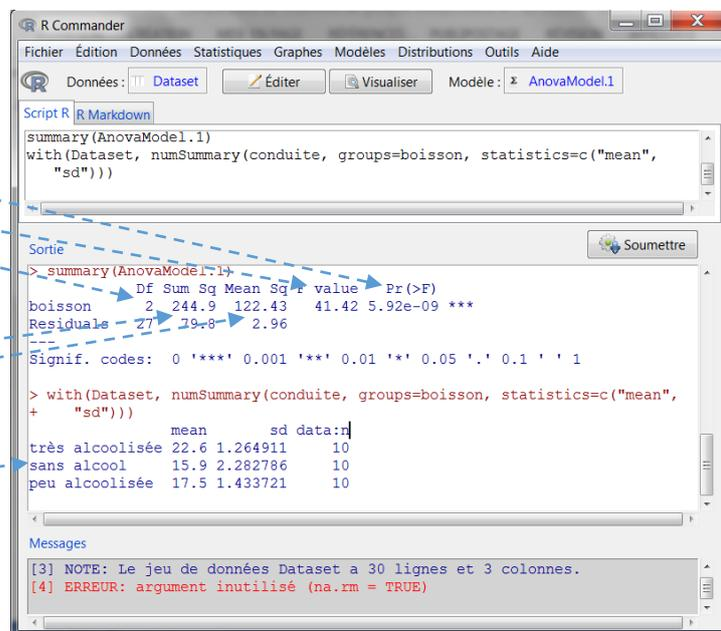 R Commander
Fichier Édition Données Statistiques Graphes Modèles Distributions Outils Aide
Données : Dataset Éditer Visualiser Modèle : Σ AnovaModel.1
Script R R Markdown
summary(AnovaModel.1)
with(Dataset, numSummary(conduite, groups=boisson, statistics=c("mean",
"sd")))
Sortie
Soumettre
> summary(AnovaModel.1)
Df Sum Sq Mean Sq F value Pr(>F)
boisson 2 244.9 122.43 41.42 5.92e-09 ***
Residuals 27 79.8 2.96
---
Signif. codes: 0 '***' 0.001 '**' 0.01 '*' 0.05 '.' 0.1 ' ' 1
> with(Dataset, numSummary(conduite, groups=boisson, statistics=c("mean",
+ "sd")))
mean sd data:n
très alcoolisée 22.6 1.264911 10
sans alcool 15.9 2.282786 10
peu alcoolisée 17.5 1.433721 10
Messages
[3] NOTE: Le jeu de données Dataset a 30 lignes et 3 colonnes.
[4] ERREUR: argument inutilisé (na.rm = TRUE)